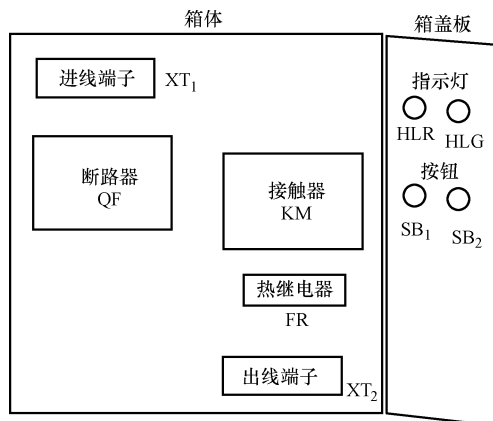 箱体
箱盖板
进线端子 XT1
指示灯
HLR HLG
断路器
QF
接触器
KM
按钮
SB1 SB2
热继电器
FR
出线端子 XT2